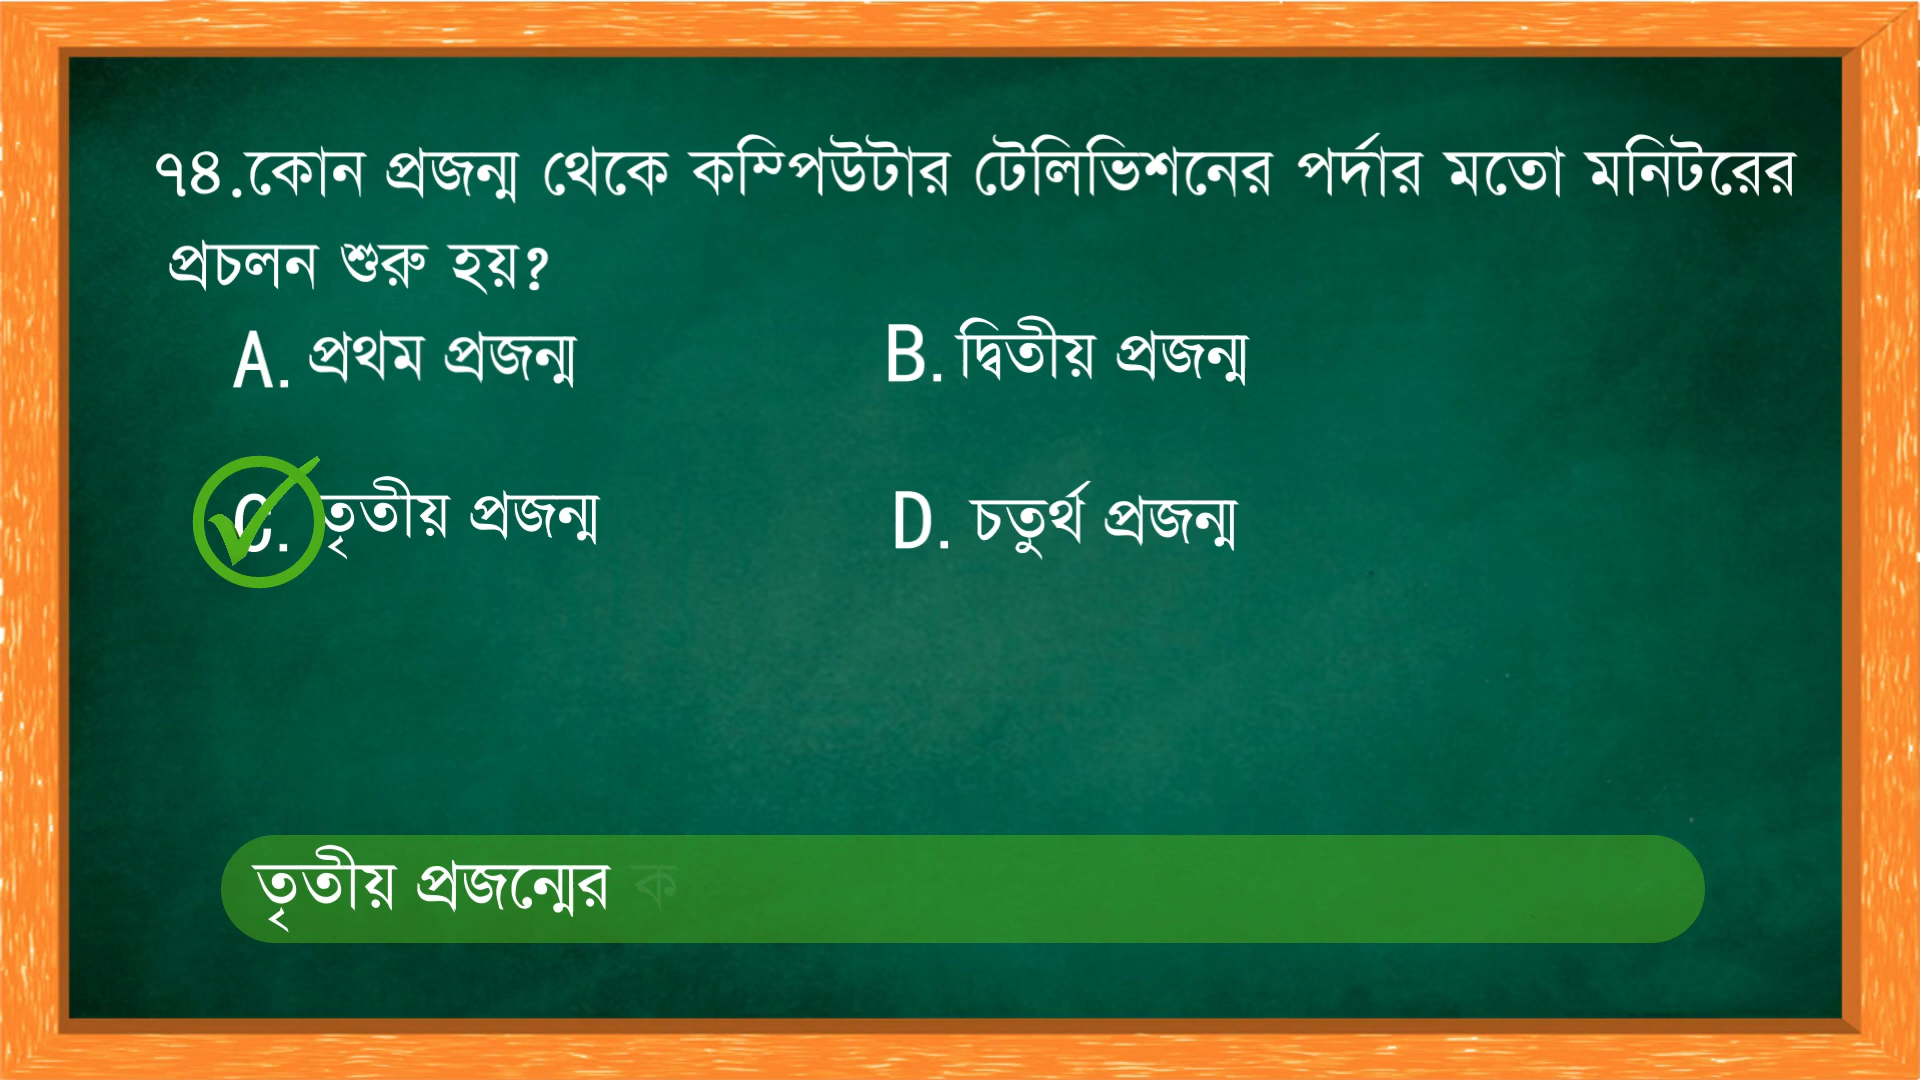 ৭৪.কোন প্রজন্ম থেকে কম্পিউটার টেলিভিশনের পর্দার মতো মনিটরের
প্রচলন শুরু হয়?
A. প্রথম প্রজন্ম
B. দ্বিতীয় প্রজন্ম
C. তৃতীয় প্রজন্ম
D. চতুর্থ প্রজন্ম
তৃতীয় প্রজন্মের ক